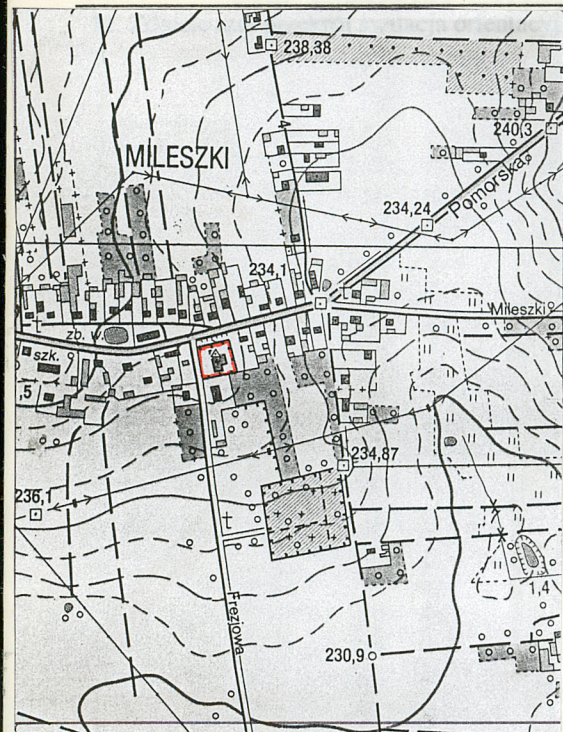 238,38
4
240,3
MILESZKI
Pomorska
234,24
234,1
Mileszki
zb. w.
szk.
,5
234,87
236,1
Frezjowa
1,4
230,9